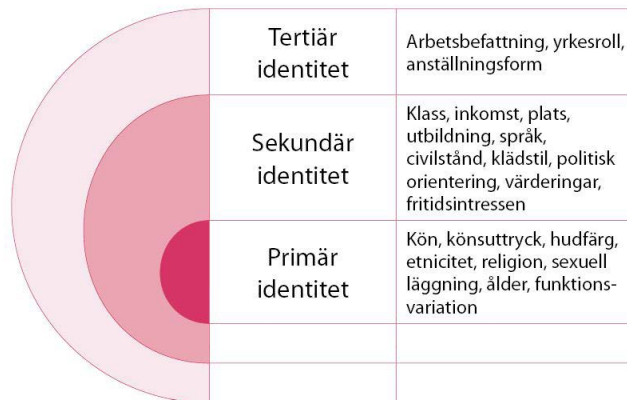 Tertiär
identitet
Arbetsbefattning, yrkesroll,
anställningsform
Sekundär
identitet
Klass, inkomst, plats,
utbildning, språk,
civilstånd, klädstil, politisk
orientering, värderingar,
fritidsintressen
Primär
identitet
Kön, könsuttryck, hudfärg,
etnicitet, religion, sexuell
läggning, ålder, funktions-
variation